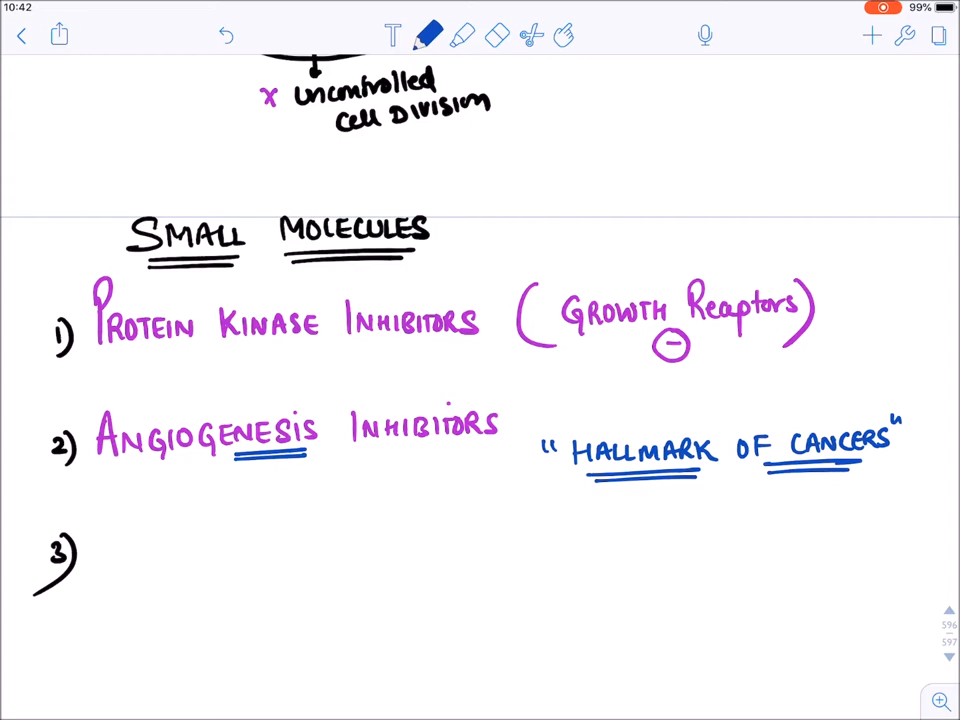 10:42
99%
T
x uncontrolled
Cell DIVISION
SMALL MOLECULES
1) PROTEIN KINASE INHIBITORS (GROWTH Reaptors)
2) ANGIOGENESIS INHIBITORS "HALLMARK OF CANCERS"
3)
596
597